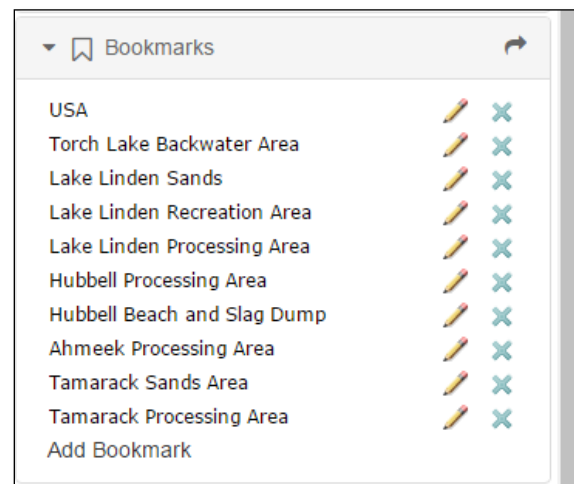 Bookmarks
USA
Torch Lake Backwater Area
Lake Linden Sands
Lake Linden Recreation Area
Lake Linden Processing Area
Hubbell Processing Area
Hubbell Beach and Slag Dump
Ahmeek Processing Area
Tamarack Sands Area
Tamarack Processing Area
Add Bookmark